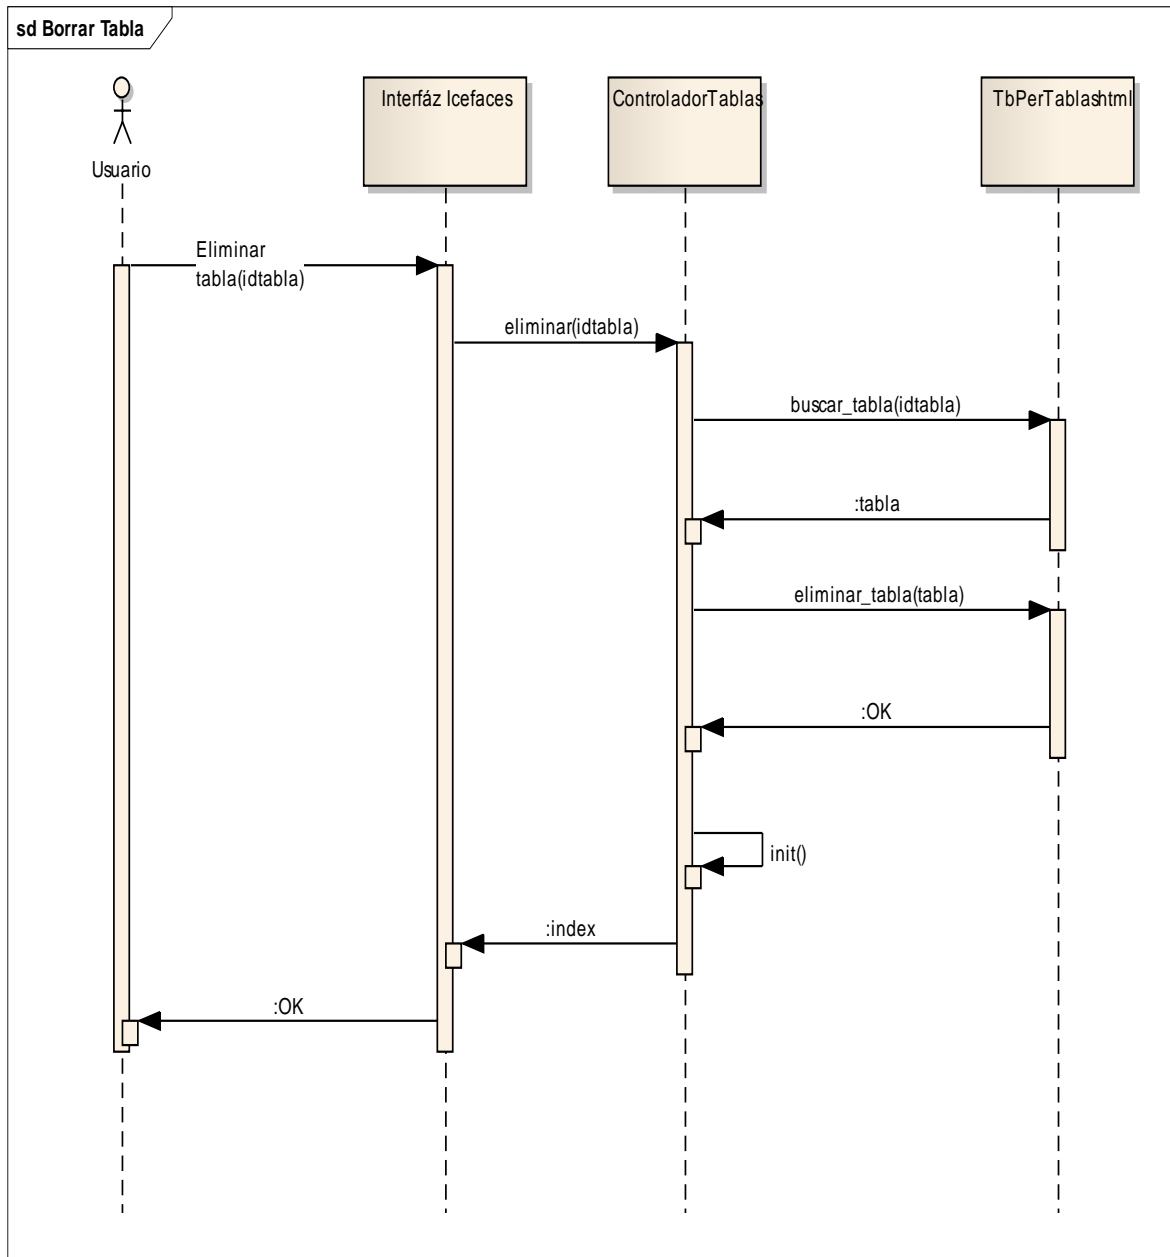 sd Borrar Tabla
Usuario
Interfáz Icefaces
ControladorTablas
TbPerTablashtml
Eliminar
tabla(idtabla)
eliminar(idtabla)
buscar_tabla(idtabla)
:tabla
eliminar_tabla(tabla)
:OK
init()
:index
:OK